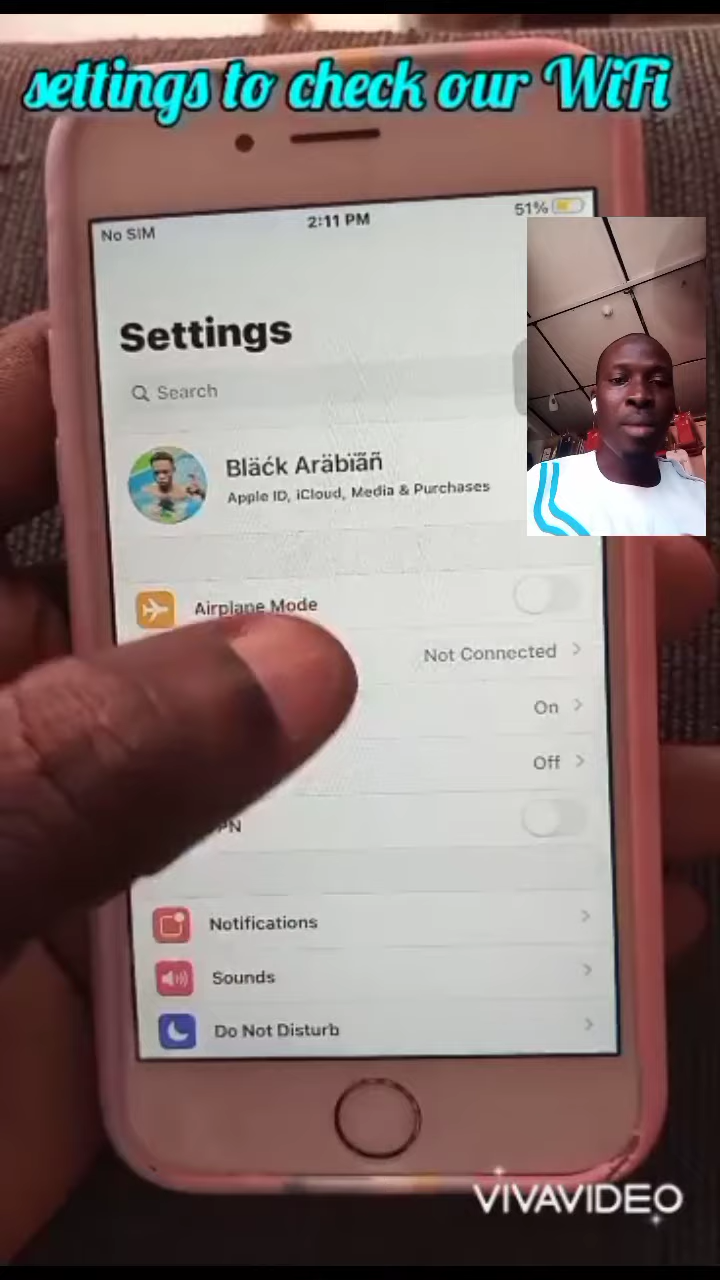 settings to check our WiFi
No SIM
2:11 PM
51%
Settings
Search
Bläćk Aräbïãñ
Apple ID, iCloud, Media & Purchases
Airplane Mode
Not Connected
On
Off
PN
Notifications
Sounds
Do Not Disturb
VIVAVIDEO